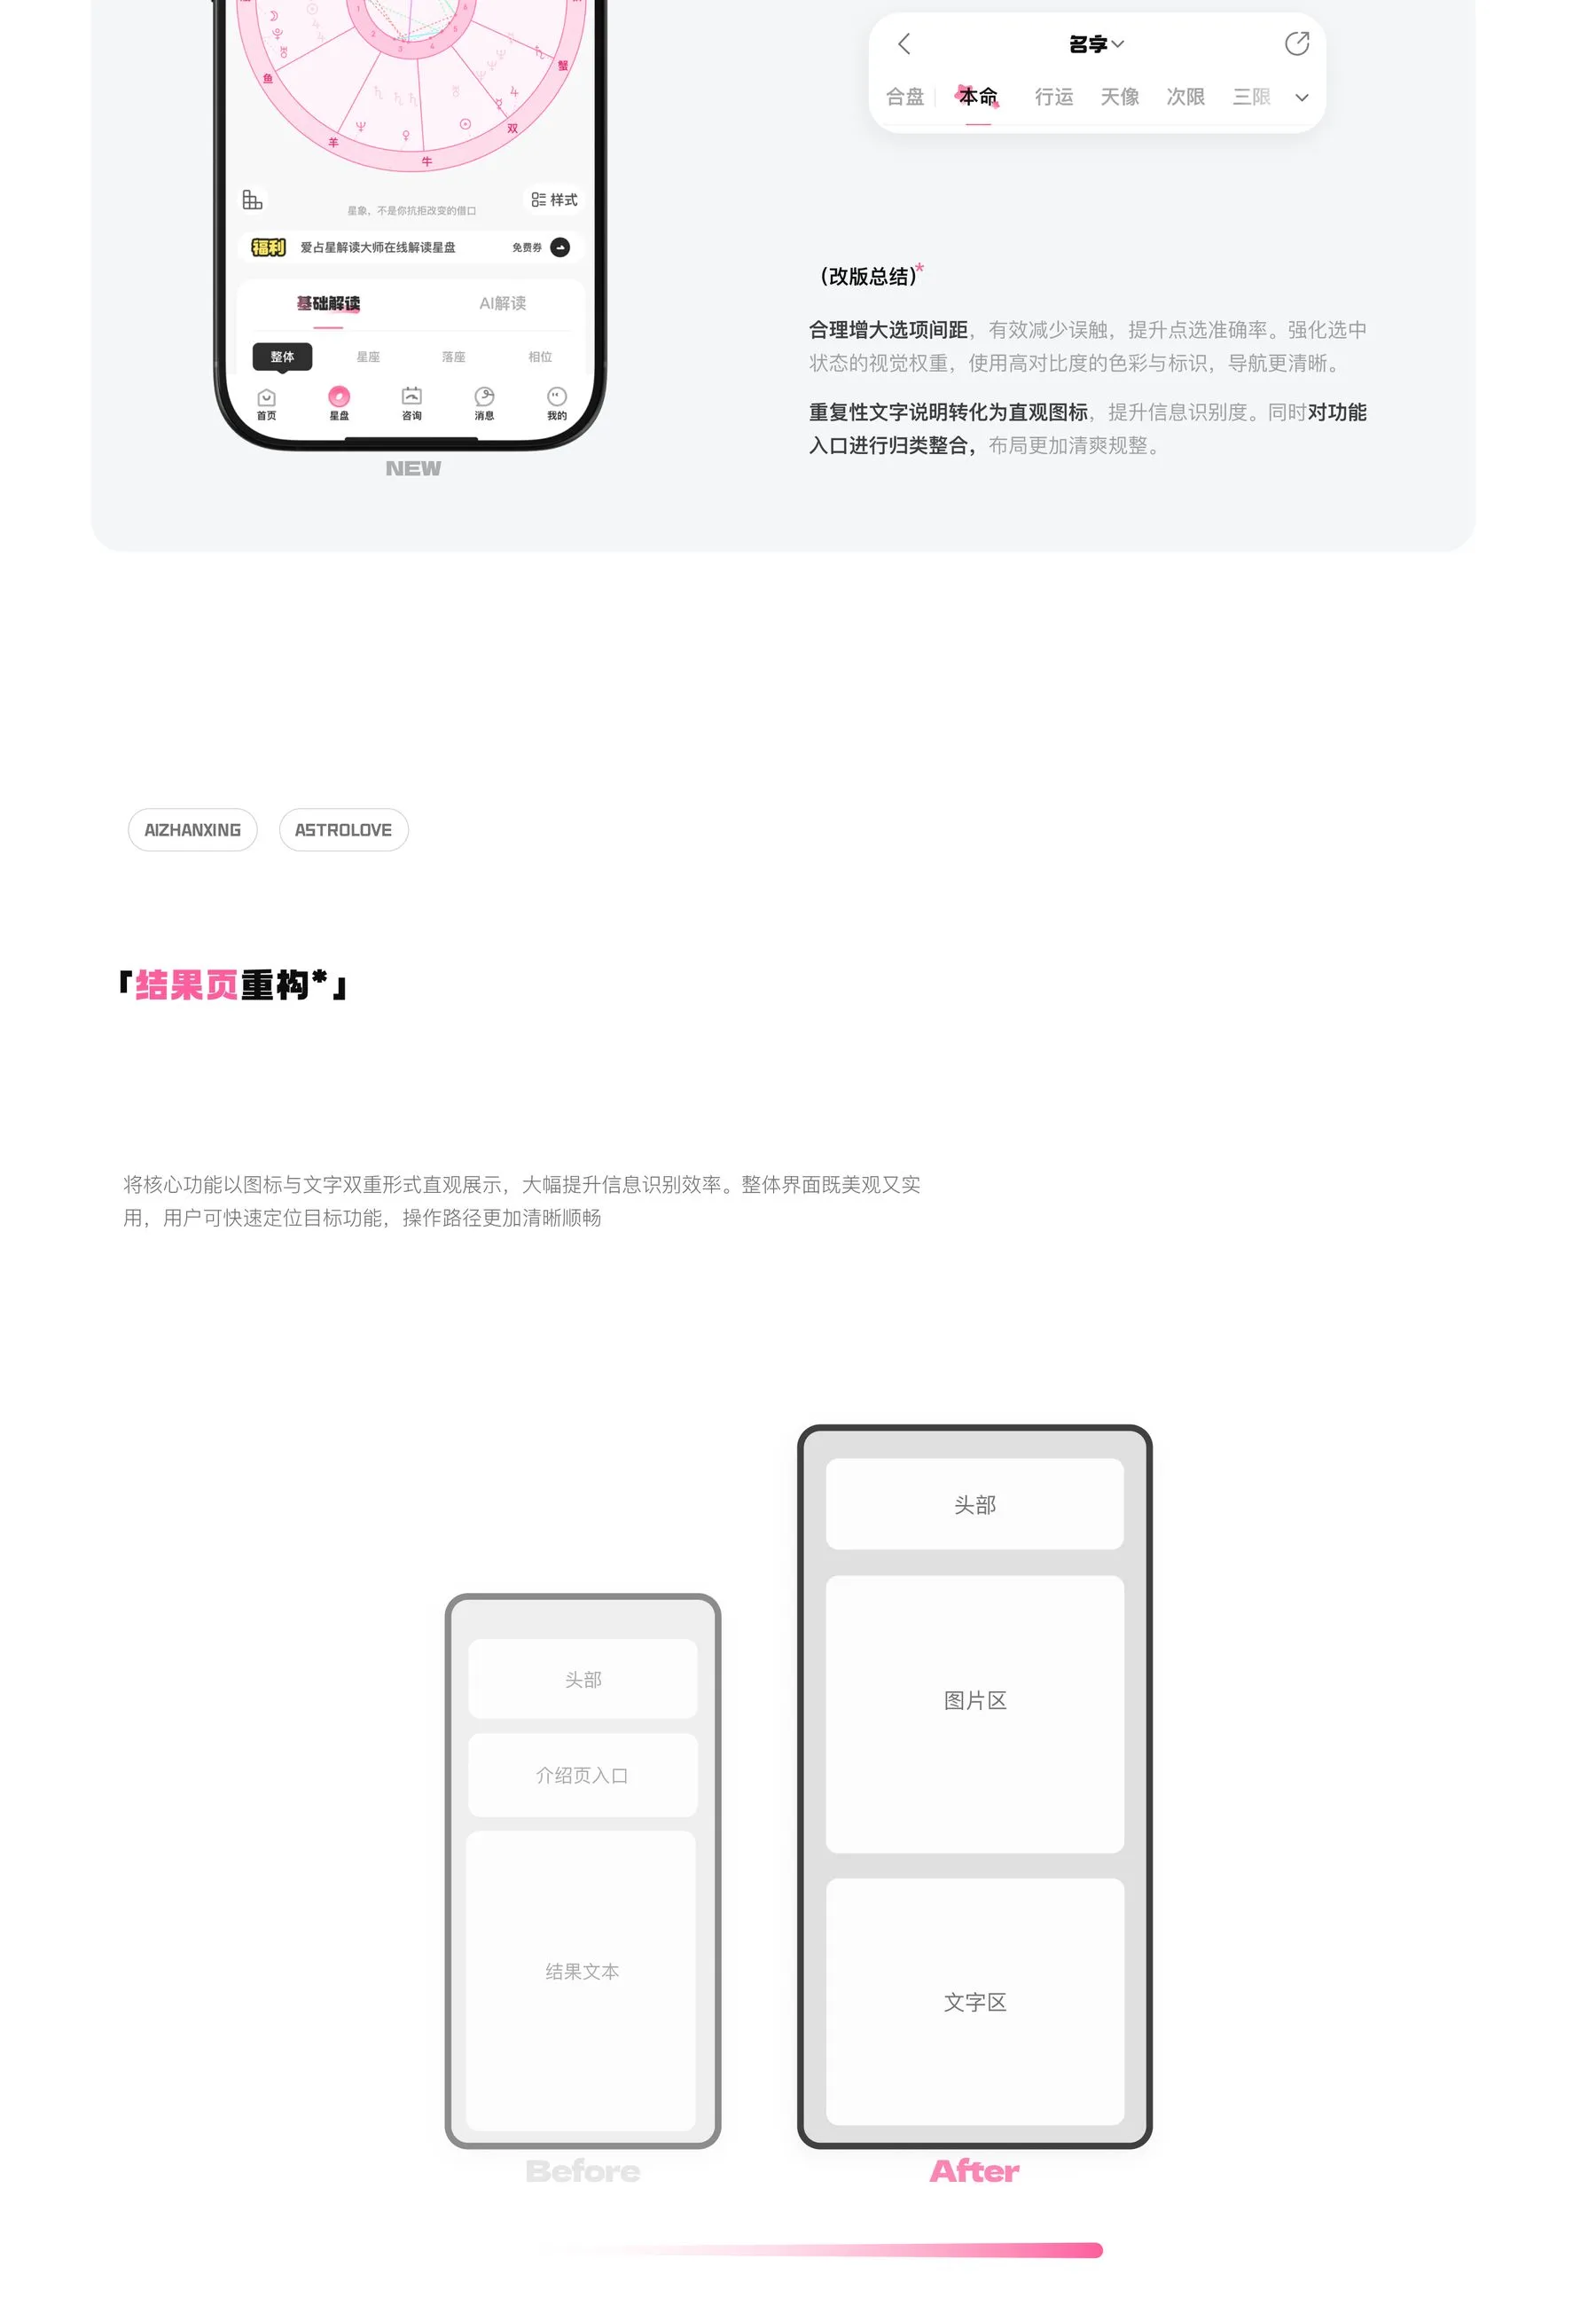 名字
合盘 本命 行运 天像 次限 三限
鱼
蟹
羊
双
牛
1 2 3 4 5 6
样式
星象，不是你抗拒改变的借口
福利 爱占星解读大师在线解读星盘 免费券
基础解读 AI解读
整体 星座 落座 相位
首页 星盘 咨询 消息 我的
NEW
（改版总结）*
合理增大选项间距，有效减少误触，提升点选准确率。强化选中
状态的视觉权重，使用高对比度的色彩与标识，导航更清晰。
重复性文字说明转化为直观图标，提升信息识别度。同时对功能
入口进行归类整合，布局更加清爽规整。
AIZHANXING ASTROLOVE
「结果页重构*」
将核心功能以图标与文字双重形式直观展示，大幅提升信息识别效率。整体界面既美观又实
用，用户可快速定位目标功能，操作路径更加清晰顺畅
头部
介绍页入口
结果文本
Before
头部
图片区
文字区
After